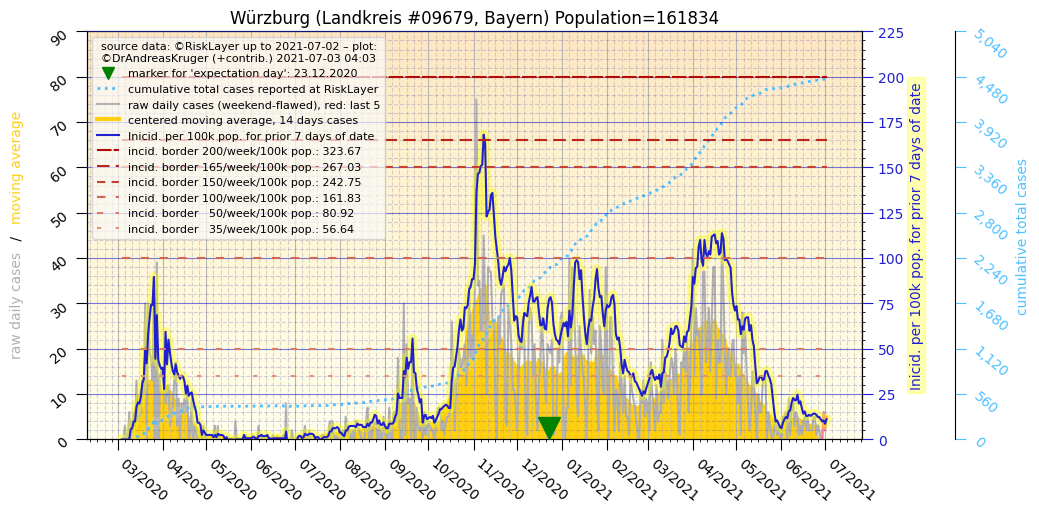 Würzburg (Landkreis #09679, Bayern) Population=161834
source data: ©RiskLayer up to 2021-07-02 – plot:
©DrAndreasKruger (+contrib.) 2021-07-03 04:03
marker for 'expectation day': 23.12.2020
cumulative total cases reported at RiskLayer
raw daily cases (weekend-flawed), red: last 5
centered moving average, 14 days cases
Inicid. per 100k pop. for prior 7 days of date
incid. border 200/week/100k pop.: 323.67
incid. border 165/week/100k pop.: 267.03
incid. border 150/week/100k pop.: 242.75
incid. border 100/week/100k pop.: 161.83
incid. border   50/week/100k pop.: 80.92
incid. border   35/week/100k pop.: 56.64
raw daily cases  /  moving average
90
80
70
60
50
40
30
20
10
0
03/2020
04/2020
05/2020
06/2020
07/2020
08/2020
09/2020
10/2020
11/2020
12/2020
01/2021
02/2021
03/2021
04/2021
05/2021
06/2021
07/2021
225
200
175
150
125
100
75
50
25
0
Inicid. per 100k pop. for prior 7 days of date
5,040
4,480
3,920
3,360
2,800
2,240
1,680
1,120
560
0
cumulative total cases